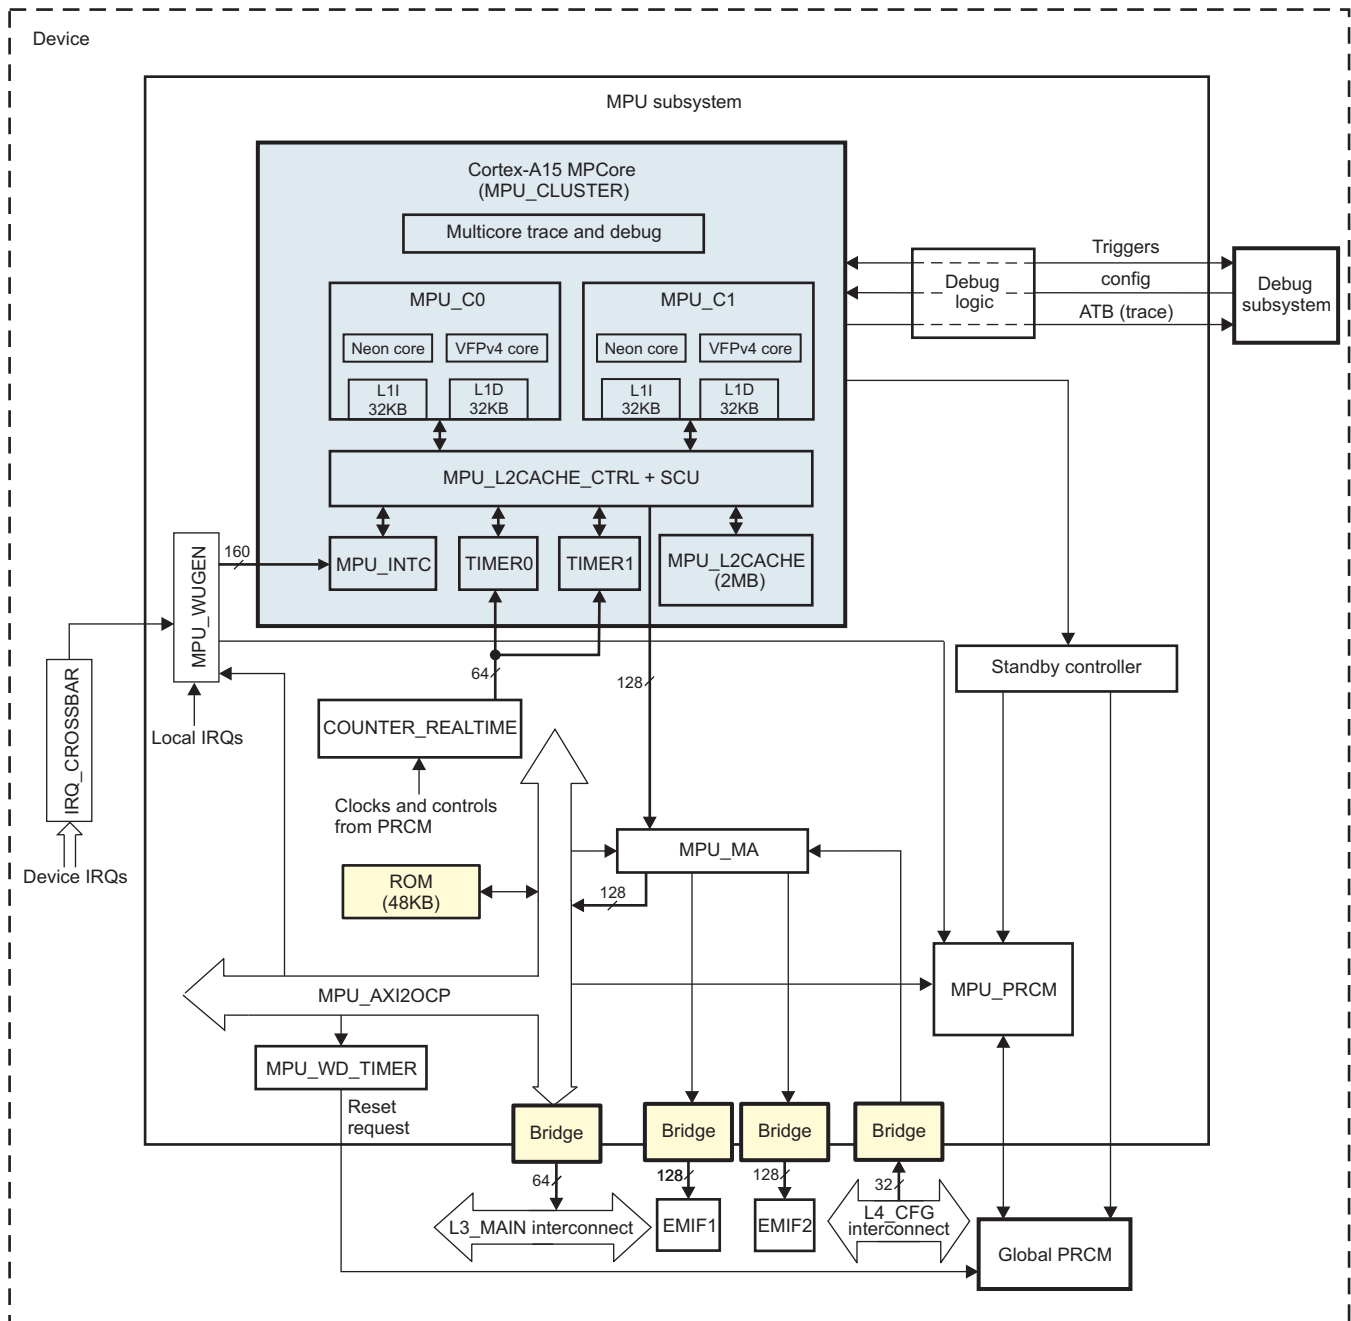 Device
MPU subsystem
Cortex-A15 MPCore
(MPU_CLUSTER)
Multicore trace and debug
MPU_C0
Neon core
VFPv4 core
L1I
32KB
L1D
32KB
MPU_C1
Neon core
VFPv4 core
L1I
32KB
L1D
32KB
Triggers
config
ATB (trace)
Debug
logic
Debug
subsystem
MPU_L2CACHE_CTRL + SCU
MPU_INTC
TIMER0
TIMER1
MPU_L2CACHE
(2MB)
160
MPU_WUGEN
IRQ_CROSSBAR
Local IRQs
Device IRQs
64
128
Standby controller
COUNTER_REALTIME
Clocks and controls
from PRCM
MPU_MA
ROM
(48KB)
128
MPU_AXI2OCP
MPU_PRCM
MPU_WD_TIMER
Reset
request
Bridge
Bridge
Bridge
Bridge
64
128
128
32
L3_MAIN interconnect
EMIF1
EMIF2
L4_CFG
interconnect
Global PRCM